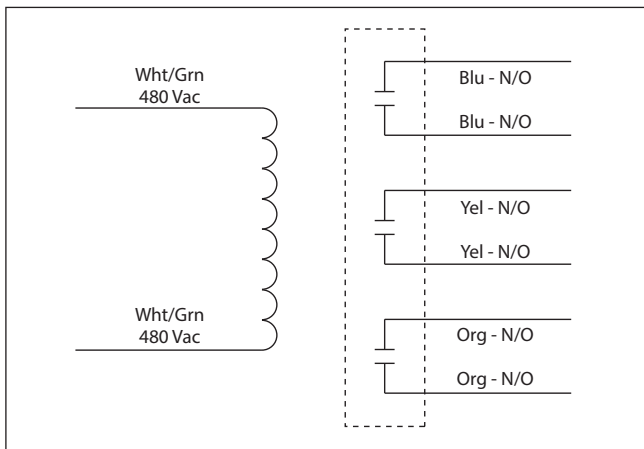 Wht/Grn
480 Vac
Wht/Grn
480 Vac
Blu - N/O
Blu - N/O
Yel - N/O
Yel - N/O
Org - N/O
Org - N/O